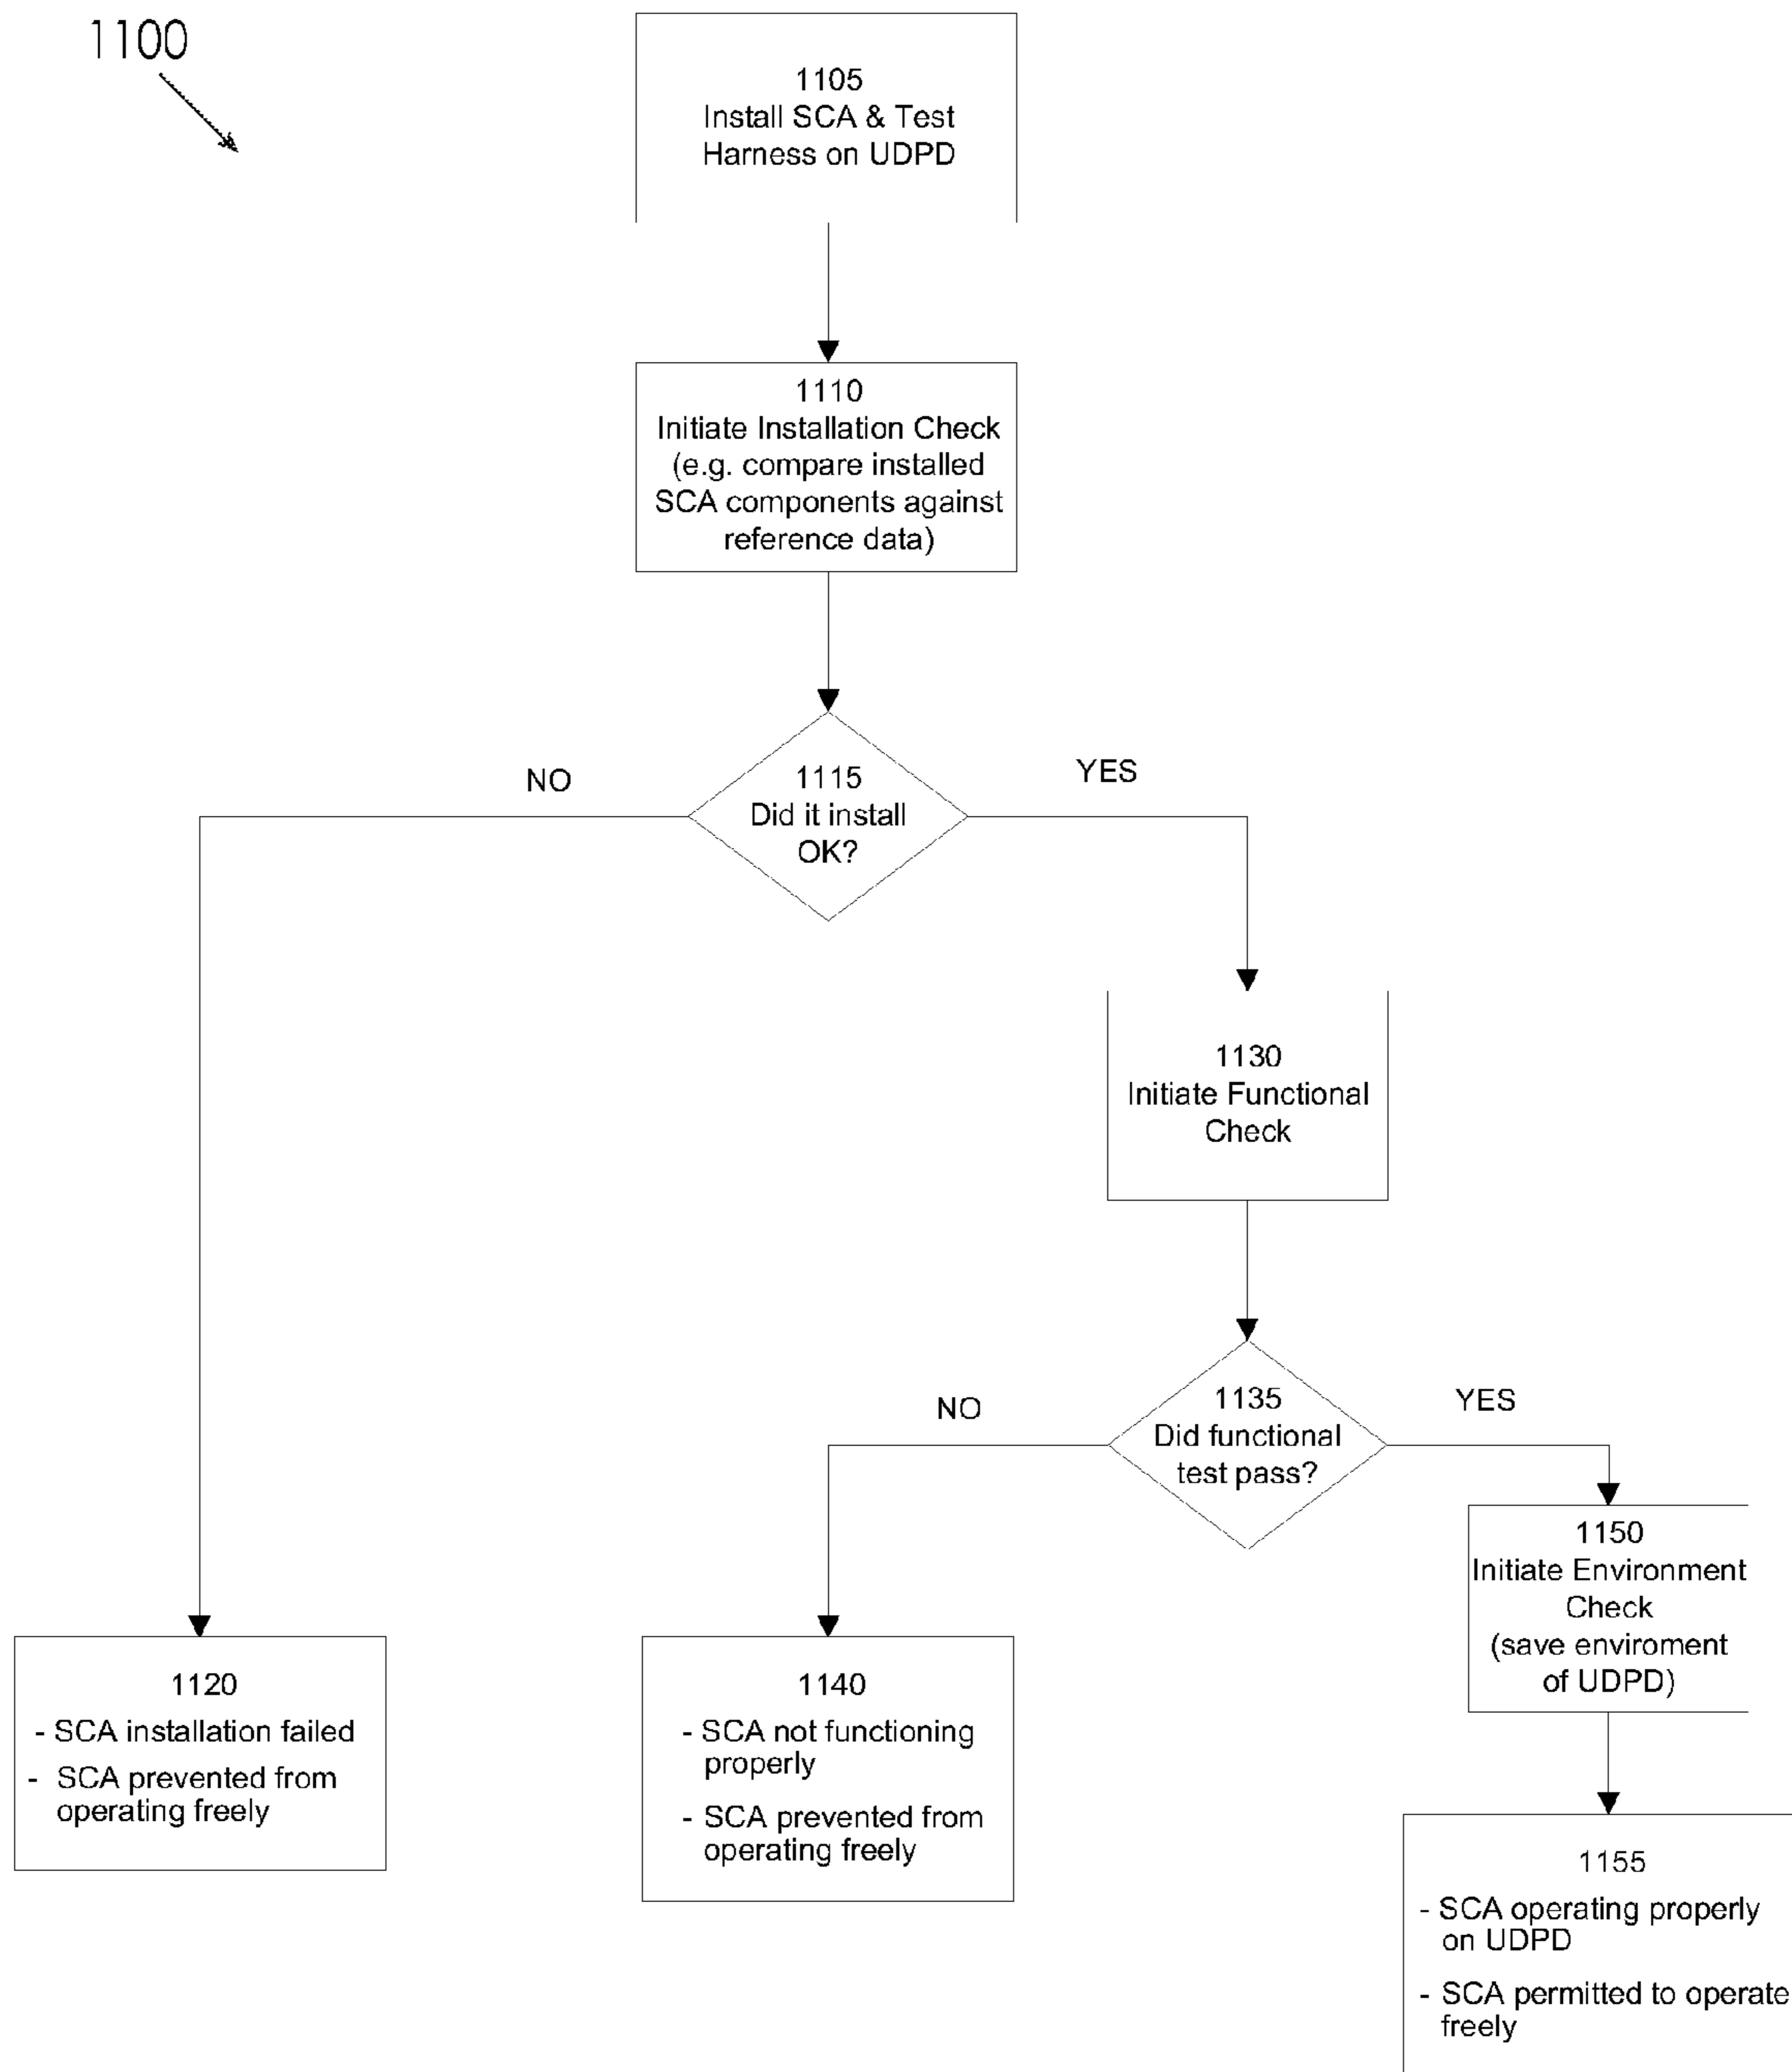 1100
1105
Install SCA & Test
Harness on UDPD
1110
Initiate Installation Check
(e.g. compare installed
SCA components against
reference data)
NO
YES
1115
Did it install
OK?
1130
Initiate Functional
Check
NO
YES
1135
Did functional
test pass?
1150
Initiate Environment
Check
(save enviroment
of UDPD)
1120
- SCA installation failed
- SCA prevented from
operating freely
1140
- SCA not functioning
properly
- SCA prevented from
operating freely
1155
- SCA operating properly
on UDPD
- SCA permitted to operate
freely